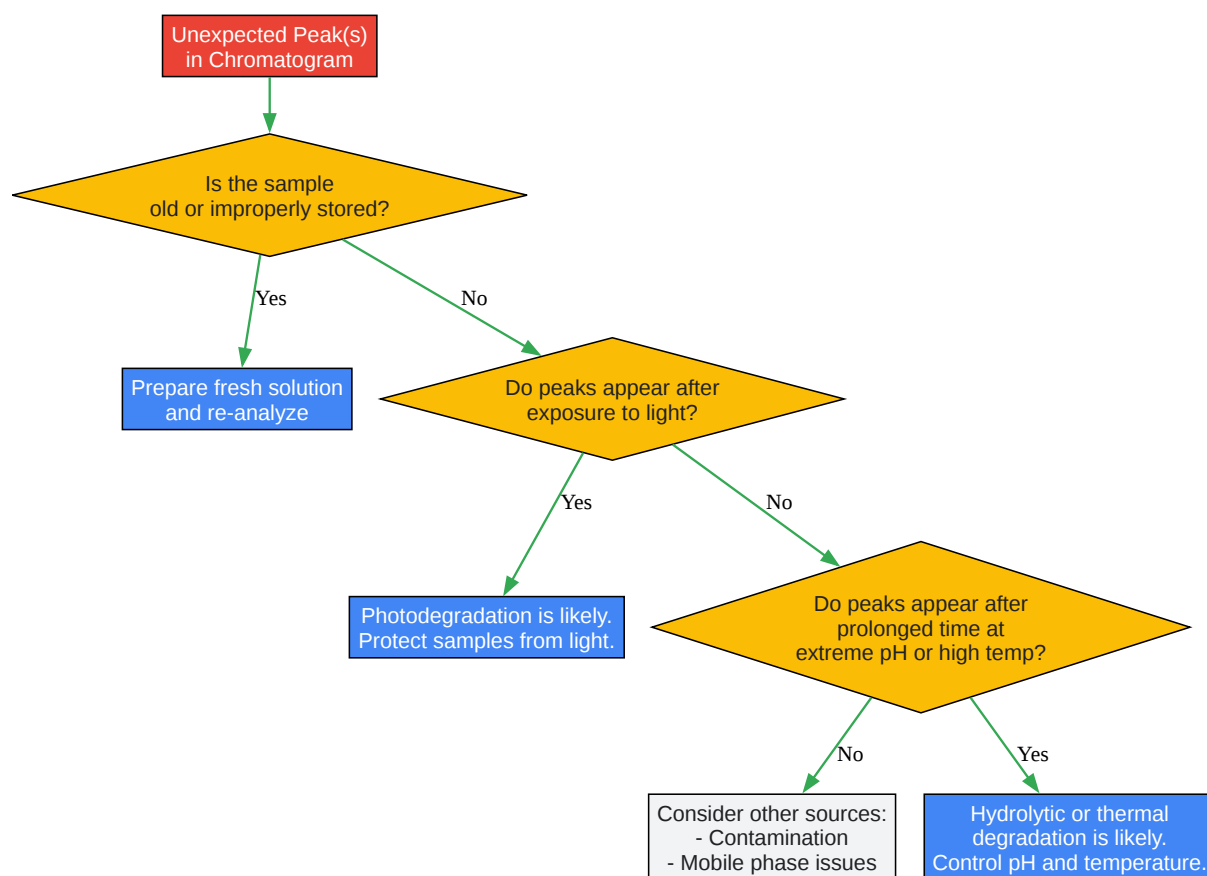 Unexpected Peak(s)
in Chromatogram
Is the sample
old or improperly stored?
Yes
No
Prepare fresh solution
and re-analyze
Do peaks appear after
exposure to light?
Yes
No
Photodegradation is likely.
Protect samples from light.
Do peaks appear after
prolonged time at
extreme pH or high temp?
No
Yes
Consider other sources:
- Contamination
- Mobile phase issues
Hydrolytic or thermal
degradation is likely.
Control pH and temperature.